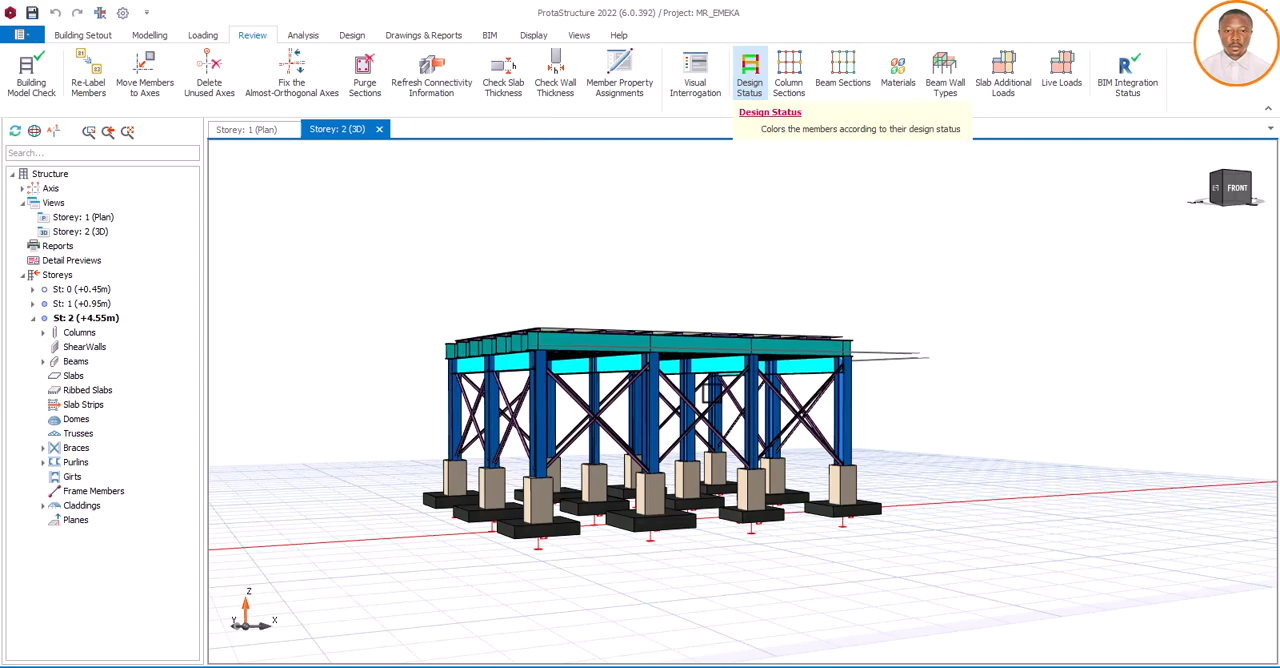 ProtaStructure 2022 (6.0.392) / Project: MR_EMEKA
Building Setout Modelling Loading Review Analysis Design Drawings & Reports BIM Display Views Help
Building Model Check
Re-Label Members
Move Members to Axes
Delete Unused Axes
Fix the Almost-Orthogonal Axes
Purge Sections
Refresh Connectivity Information
Check Slab Thickness
Check Wall Thickness
Member Property Assignments
Visual Interrogation
Design Status
Column Sections
Beam Sections
Materials
Beam Wall Types
Slab Additional Loads
Live Loads
BIM Integration Status
Design Status
Colors the members according to their design status
Storey: 1 (Plan)
Storey: 2 (3D)
Search...
Structure
Axis
Views
Storey: 1 (Plan)
Storey: 2 (3D)
Reports
Detail Previews
Storeys
St: 0 (+0.45m)
St: 1 (+0.95m)
St: 2 (+4.55m)
Columns
ShearWalls
Beams
Slabs
Ribbed Slabs
Slab Strips
Domes
Trusses
Braces
Purlins
Girts
Frame Members
Claddings
Planes
FRONT
Z
Y
X